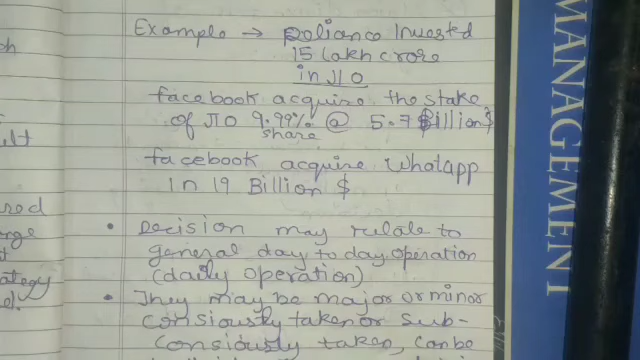 Example → Reliance Invested
15 lakh crore
in JIO
facebook acquire the stake
of JIO 9.99% @ 5.7 Billion $
share
facebook acquire Whatapp
in 19 Billion $
• Decision may relate to
general day to day operation
(daily operation)
• They may be major or minor
consiously taken or sub-
consiously taken, can be
ared
ategy
MANAGEMENT I